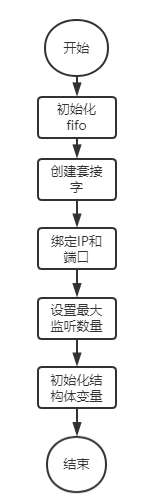 开始
初始化
fifo
创建套接
字
绑定IP和
端口
设置最大
监听数量
初始化结
构体变量
结束